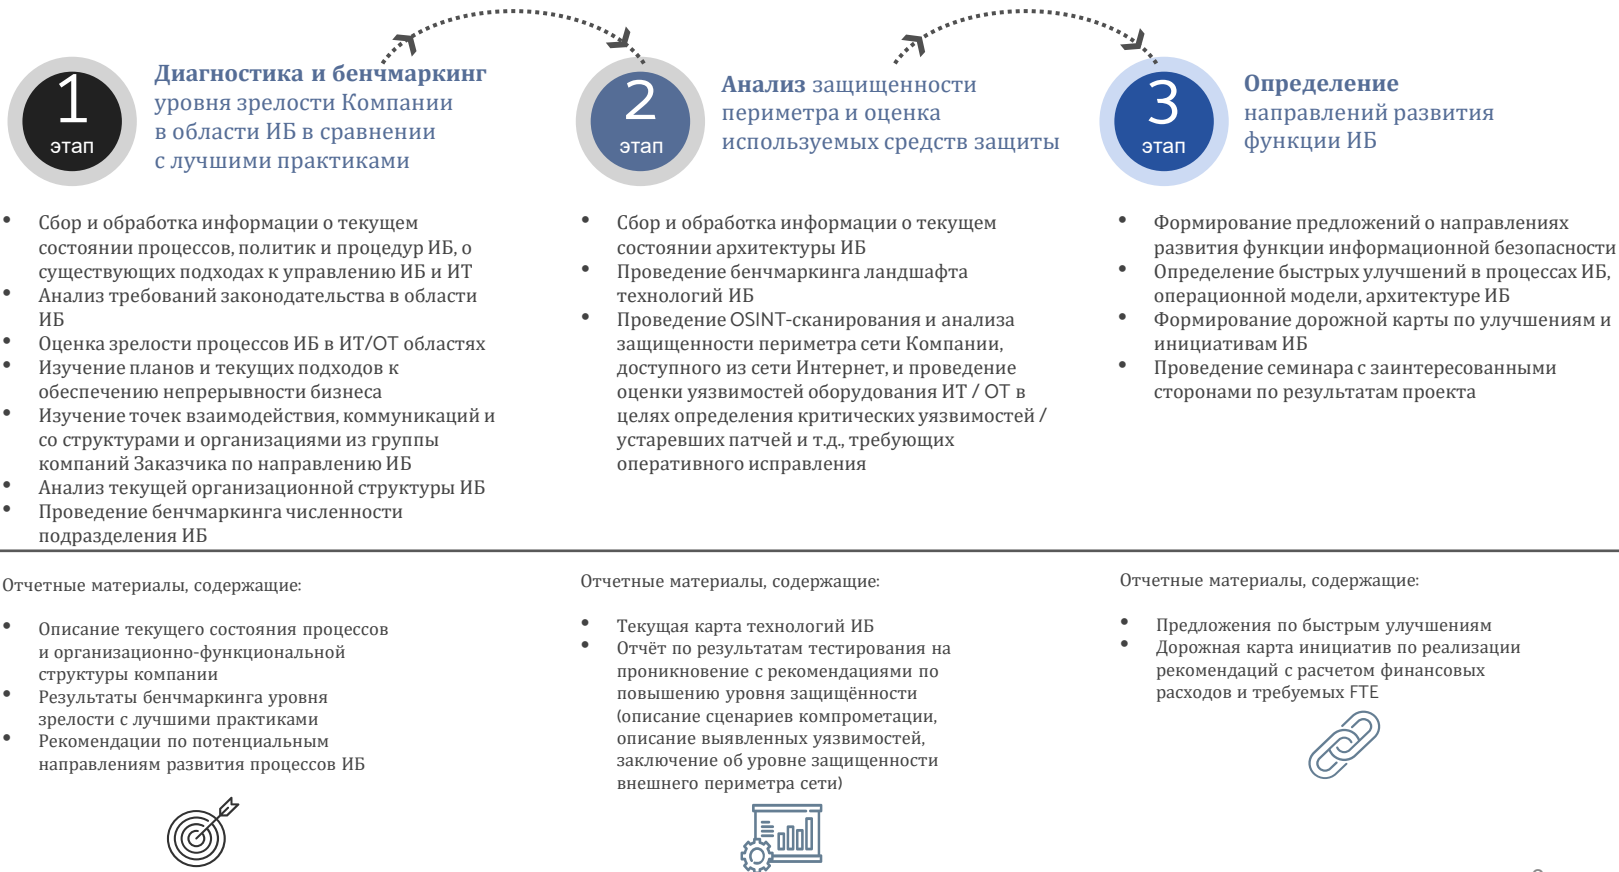 1
этап
Диагностика и бенчмаркинг
уровня зрелости Компании
в области ИБ в сравнении
с лучшими практиками
• Сбор и обработка информации о текущем
состоянии процессов, политик и процедур ИБ, о
существующих подходах к управлению ИБ и ИТ
• Анализ требований законодательства в области
ИБ
• Оценка зрелости процессов ИБ в ИТ/ОТ областях
• Изучение планов и текущих подходов к
обеспечению непрерывности бизнеса
• Изучение точек взаимодействия, коммуникаций и
со структурами и организациями из группы
компаний Заказчика по направлению ИБ
• Анализ текущей организационной структуры ИБ
• Проведение бенчмаркинга численности
подразделения ИБ
2
этап
Анализ защищенности
периметра и оценка
используемых средств защиты
• Сбор и обработка информации о текущем
состоянии архитектуры ИБ
• Проведение бенчмаркинга ландшафта
технологий ИБ
• Проведение OSINT-сканирования и анализа
защищенности периметра сети Компании,
доступного из сети Интернет, и проведение
оценки уязвимостей оборудования ИТ / ОТ в
целях определения критических уязвимостей /
устаревших патчей и т.д., требующих
оперативного исправления
3
этап
Определение
направлений развития
функции ИБ
• Формирование предложений о направлениях
развития функции информационной безопасности
• Определение быстрых улучшений в процессах ИБ,
операционной модели, архитектуре ИБ
• Формирование дорожной карты по улучшениям и
инициативам ИБ
• Проведение семинара с заинтересованными
сторонами по результатам проекта
Отчетные материалы, содержащие:
• Описание текущего состояния процессов
и организационно-функциональной
структуры компании
• Результаты бенчмаркинга уровня
зрелости с лучшими практиками
• Рекомендации по потенциальным
направлениям развития процессов ИБ
Отчетные материалы, содержащие:
• Текущая карта технологий ИБ
• Отчёт по результатам тестирования на
проникновение с рекомендациями по
повышению уровня защищённости
(описание сценариев компрометации,
описание выявленных уязвимостей,
заключение об уровне защищенности
внешнего периметра сети)
Отчетные материалы, содержащие:
• Предложения по быстрым улучшениям
• Дорожная карта инициатив по реализации
рекомендаций с расчетом финансовых
расходов и требуемых FTE